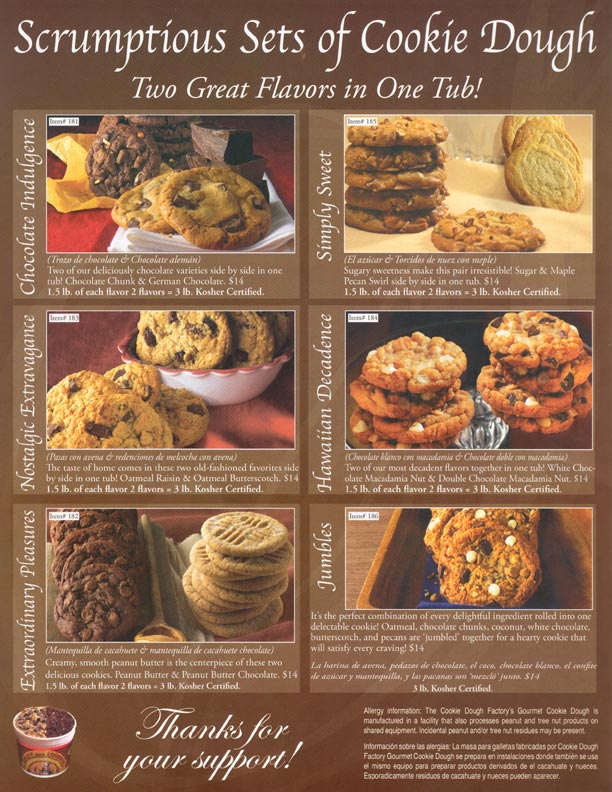 Scrumptious Sets of Cookie Dough
Two Great Flavors in One Tub!
Chocolate Indulgence
Item# 181
(Trozo de chocolate & Chocolate alemán)
Two of our deliciously chocolate varieties side by side in one
tub! Chocolate Chunk & German Chocolate. $14
1.5 lb. of each flavor 2 flavors = 3 lb. Kosher Certified.
Simply Sweet
Item# 185
(El azúcar & Torcidos de nuez con meple)
Sugary sweetness make this pair irresistible! Sugar & Maple
Pecan Swirl side by side in one tub. $14
1.5 lb. of each flavor 2 flavors = 3 lb. Kosher Certified.
Nostalgic Extravagance
Item# 183
(Pasas con avena & redenciones de melcocha con avena)
The taste of home comes in these two old-fashioned favorites side
by side in one tub! Oatmeal Raisin & Oatmeal Butterscotch. $14
1.5 lb. of each flavor 2 flavors = 3 lb. Kosher Certified.
Hawaiian Decadence
Item# 184
(Chocolate blanco con macadamia & Chocolate doble con macadamia)
Two of our most decadent flavors together in one tub! White Choc-
olate Macadamia Nut & Double Chocolate Macadamia Nut. $14
1.5 lb. of each flavor 2 flavors = 3 lb. Kosher Certified.
Extraordinary Pleasures
Item# 182
(Mantequilla de cacahuete & mantequilla de cacahuete chocolate)
Creamy, smooth peanut butter is the centerpiece of these two
delicious cookies. Peanut Butter & Peanut Butter Chocolate. $14
1.5 lb. of each flavor 2 flavors = 3 lb. Kosher Certified.
Jumbles
Item# 186
It's the perfect combination of every delightful ingredient rolled into one
delectable cookie! Oatmeal, chocolate chunks, coconut, white chocolate,
butterscotch, and pecans are 'jumbled' together for a hearty cookie that
will satisfy every craving! $14
La harina de avena, pedazos de chocolate, el coco, chocolate blanco, el confite
de azúcar y mantequilla, y las pacanas son 'mezcló' junto. $14
3 lb. Kosher Certified.
Thanks for
your support!
Allergy information: The Cookie Dough Factory's Gourmet Cookie Dough is
manufactured in a facility that also processes peanut and tree nut products on
shared equipment. Incidental peanut and/or tree nut residues may be present.
Información sobre las alergias: La masa para galletas fabricadas por Cookie Dough
Factory Gourmet Cookie Dough se prepara en instalaciones donde también se usa
el mismo equipo para preparar productos derivados de el cacahuate y nueces.
Esporadicamente residuos de cacahuate y nueces pueden aparecer.